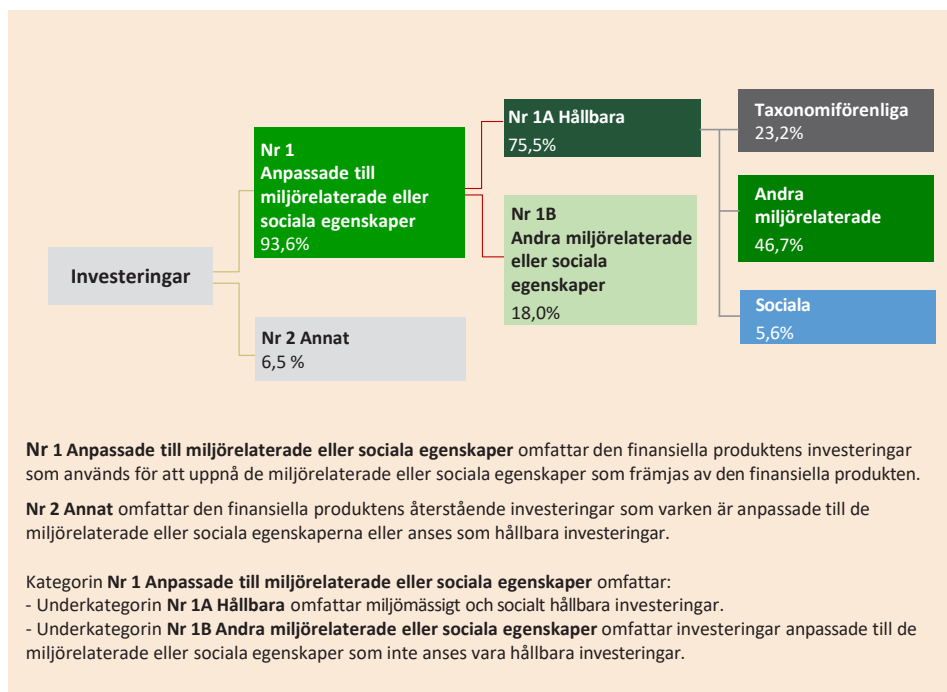 Investeringar
Nr 1
Anpassade till
miljörelaterade eller
sociala egenskaper
93,6%
Nr 2 Annat
6,5 %
Nr 1A Hållbara
75,5%
Nr 1B
Andra miljörelaterade
eller sociala
egenskaper
18,0%
Taxonomiförenliga
23,2%
Andra
miljörelaterade
46,7%
Sociala
5,6%
Nr 1 Anpassade till miljörelaterade eller sociala egenskaper omfattar den finansiella produktens investeringar
som används för att uppnå de miljörelaterade eller sociala egenskaper som främjas av den finansiella produkten.
Nr 2 Annat omfattar den finansiella produktens återstående investeringar som varken är anpassade till de
miljörelaterade eller sociala egenskaperna eller anses som hållbara investeringar.
Kategorin Nr 1 Anpassade till miljörelaterade eller sociala egenskaper omfattar:
- Underkategorin Nr 1A Hållbara omfattar miljömässigt och socialt hållbara investeringar.
- Underkategorin Nr 1B Andra miljörelaterade eller sociala egenskaper omfattar investeringar anpassade till de
miljörelaterade eller sociala egenskaper som inte anses vara hållbara investeringar.